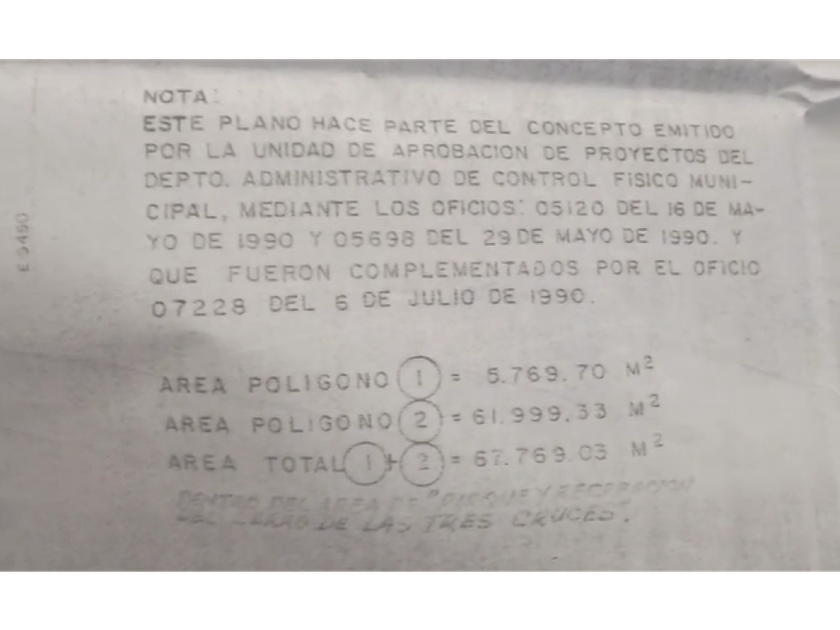 NOTA:
ESTE PLANO HACE PARTE DEL CONCEPTO EMITIDO
POR LA UNIDAD DE APROBACION DE PROYECTOS DEL
DEPTO. ADMINISTRATIVO DE CONTROL FÍSICO MUNI-
CIPAL, MEDIANTE LOS OFICIOS: 05120 DEL 16 DE MA-
YO DE 1990 Y 05698 DEL 29 DE MAYO DE 1990. Y
QUE FUERON COMPLEMENTADOS POR EL OFICIO
07228 DEL 6 DE JULIO DE 1990.
AREA POLIGONO 1 = 5.769.70 M²
AREA POLIGONO 2 = 61.999.33 M²
AREA TOTAL 1 + 2 = 67.769.03 M²
DENTRO DEL AREA DE "
DE LAS TRES CRUCES.